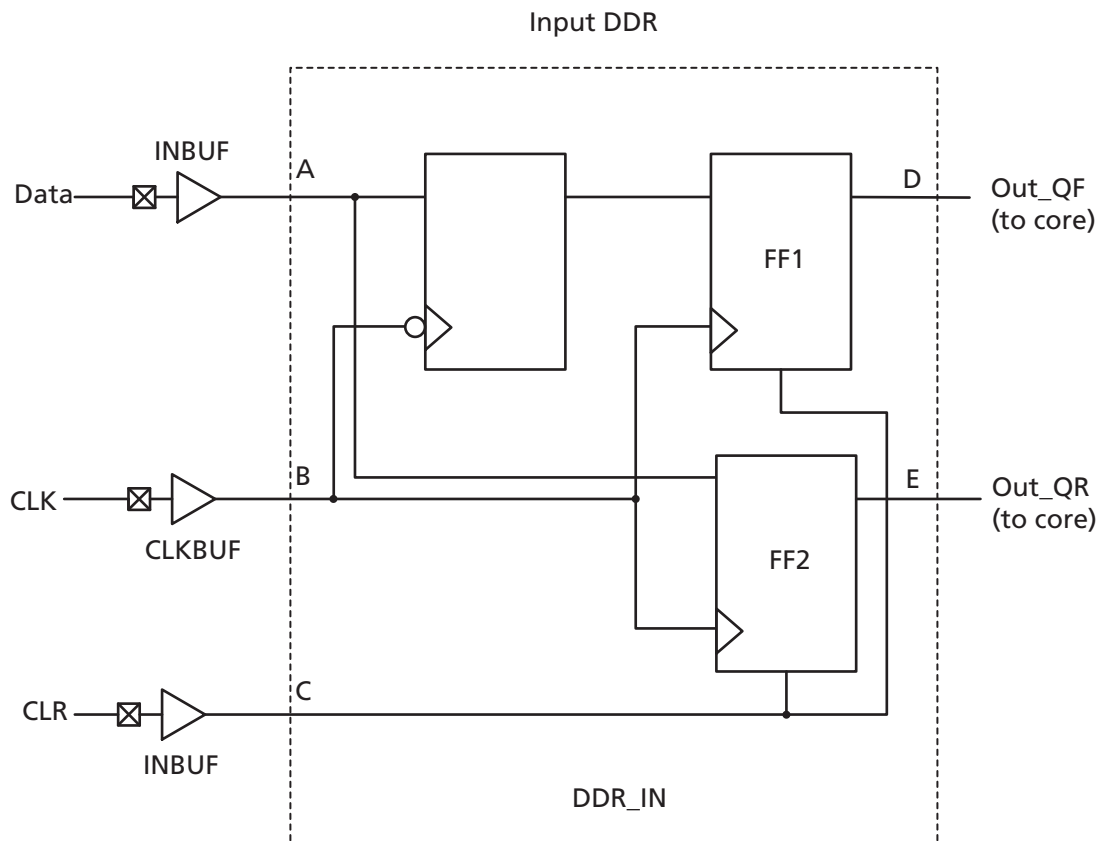 Input DDR
INBUF
A
D
Data
Out_QF
(to core)
FF1
B
E
CLK
Out_QR
(to core)
CLKBUF
FF2
C
CLR
INBUF
DDR_IN